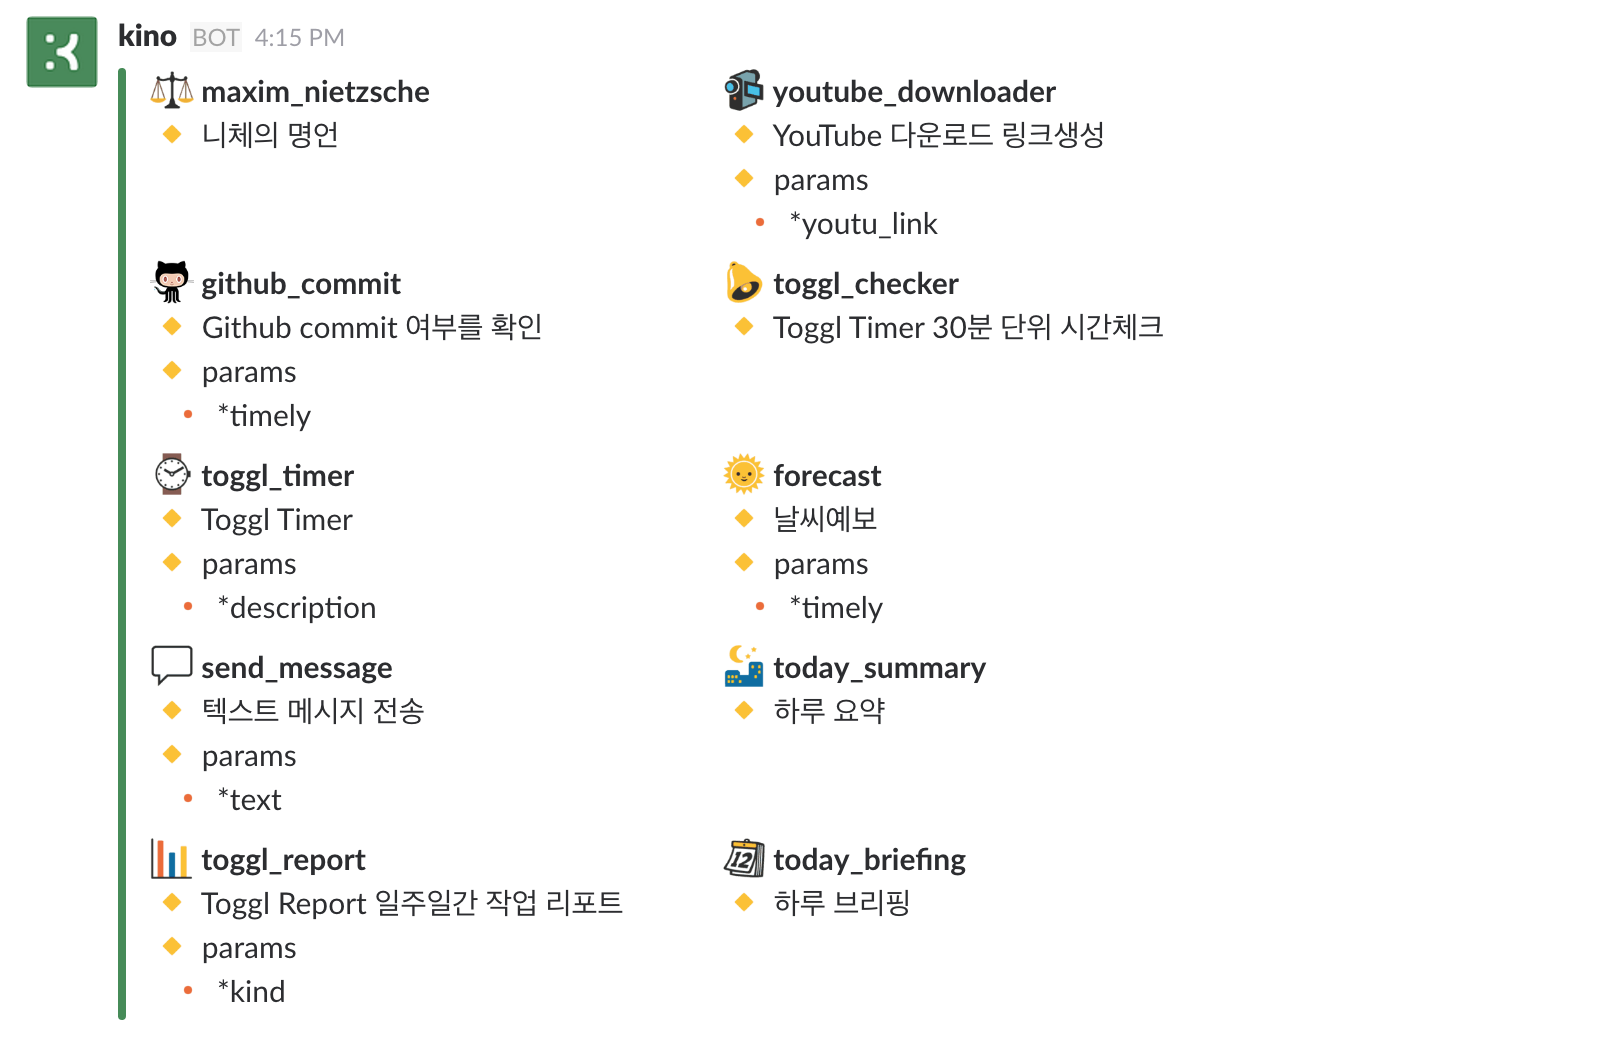 kino BOT 4:15 PM
maxim_nietzsche
니체의 명언
youtube_downloader
YouTube 다운로드 링크생성
params
*youtu_link
github_commit
Github commit 여부를 확인
params
*timely
toggl_checker
Toggl Timer 30분 단위 시간체크
toggl_timer
Toggl Timer
params
*description
forecast
날씨예보
params
*timely
send_message
텍스트 메시지 전송
params
*text
today_summary
하루 요약
toggl_report
Toggl Report 일주일간 작업 리포트
params
*kind
12
today_briefing
하루 브리핑